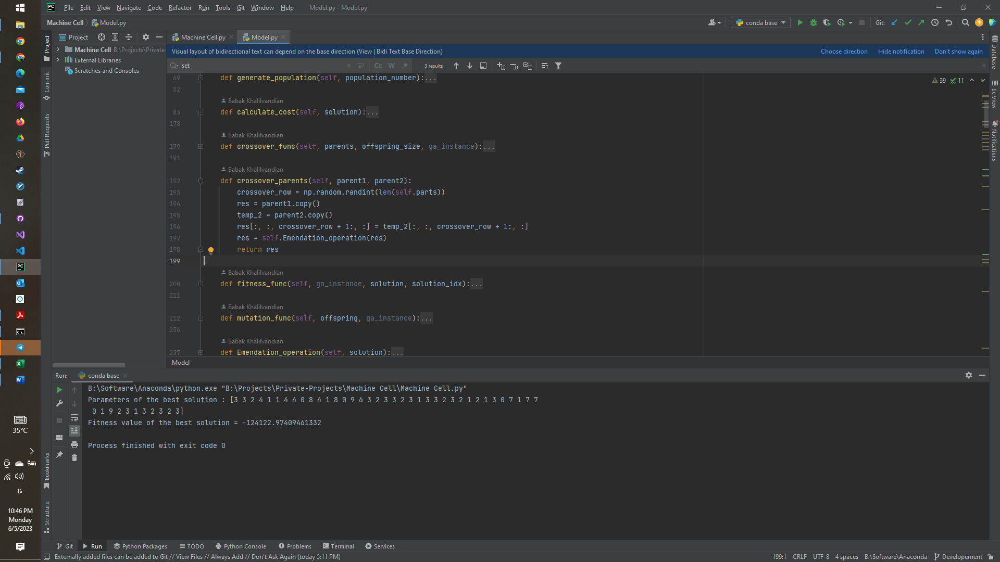 File Edit View Navigate Code Refactor Run Tools Git Window Help Model.py - Model.py
Machine Cell Model.py
conda base
Git:
Project
Machine Cell.py
Model.py
Machine Cell B:\Projects\Private-
External Libraries
Scratches and Consoles
Visual layout of bidirectional text can depend on the base direction (View | Bidi Text Base Direction)
Choose direction Hide notification Don't show again
set
Cc W .*
3 results
39 11
69 def generate_population(self, population_number):...
82
Babak Khalilvandian
83 def calculate_cost(self, solution):...
178
Babak Khalilvandian
179 def crossover_func(self, parents, offspring_size, ga_instance):...
191
Babak Khalilvandian
192 def crossover_parents(self, parent1, parent2):
193 crossover_row = np.random.randint(len(self.parts))
194 res = parent1.copy()
195 temp_2 = parent2.copy()
196 res[:, :, crossover_row + 1:, :] = temp_2[:, :, crossover_row + 1:, :]
197 res = self.Emendation_operation(res)
198 return res
199
Babak Khalilvandian
200 def fitness_func(self, ga_instance, solution, solution_idx):...
211
Babak Khalilvandian
212 def mutation_func(self, offspring, ga_instance):...
236
Babak Khalilvandian
237 def Emendation_operation(self, solution):...
Model
Project
Commit
Pull Requests
Bookmarks
Structure
Database
SciView
Notifications
Run: conda base
B:\Software\Anaconda\python.exe "B:\Projects\Private-Projects\Machine Cell\Machine Cell.py"
Parameters of the best solution : [3 3 2 4 1 1 4 4 0 8 4 1 8 0 9 6 3 2 3 3 2 3 1 3 3 2 3 2 1 2 1 3 0 7 1 7 7
0 1 9 2 3 1 3 2 3 2 3]
Fitness value of the best solution = -124122.97409461332
Process finished with exit code 0
Git Run Python Packages TODO Python Console Problems Terminal Services
Externally added files can be added to Git // View Files // Always Add // Don't Ask Again (today 5:11 PM)
199:1 CRLF UTF-8 4 spaces B:\Software\Anaconda Developement
35°C
فا
10:46 PM
Monday
6/5/2023